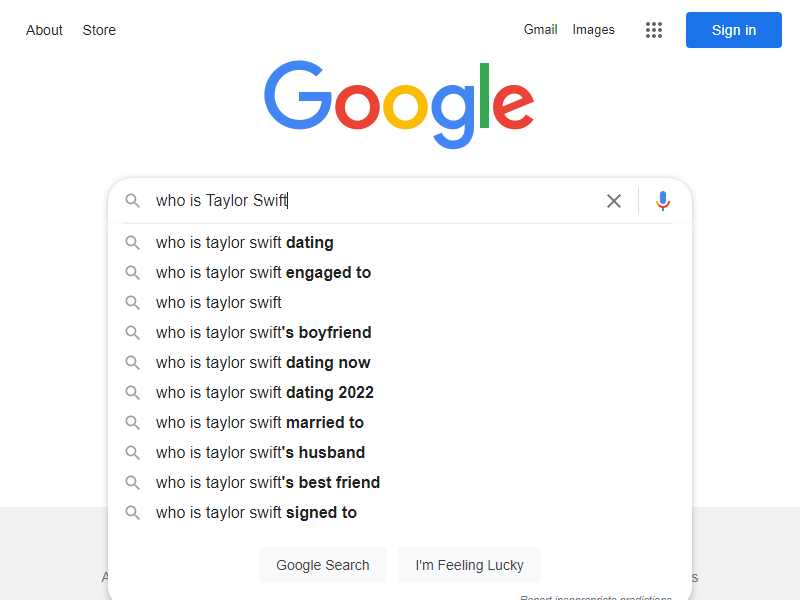 About Store Gmail Images Sign in
Google
who is Taylor Swift
who is taylor swift dating
who is taylor swift engaged to
who is taylor swift
who is taylor swift's boyfriend
who is taylor swift dating now
who is taylor swift dating 2022
who is taylor swift married to
who is taylor swift's husband
who is taylor swift's best friend
who is taylor swift signed to
Google Search I'm Feeling Lucky
Report inappropriate predictions